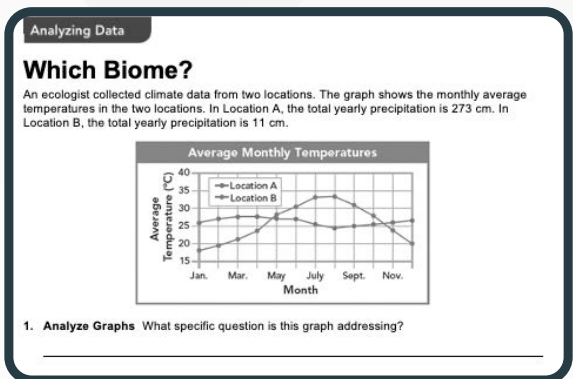 Analyzing Data
Which Biome?
An ecologist collected climate data from two locations. The graph shows the monthly average
temperatures in the two locations. In Location A, the total yearly precipitation is 273 cm. In
Location B, the total yearly precipitation is 11 cm.
Average Monthly Temperatures
Average
Temperature (°C)
40
35
30
25
20
15
Location A
Location B
Jan. Mar. May July Sept. Nov.
Month
1. Analyze Graphs What specific question is this graph addressing?